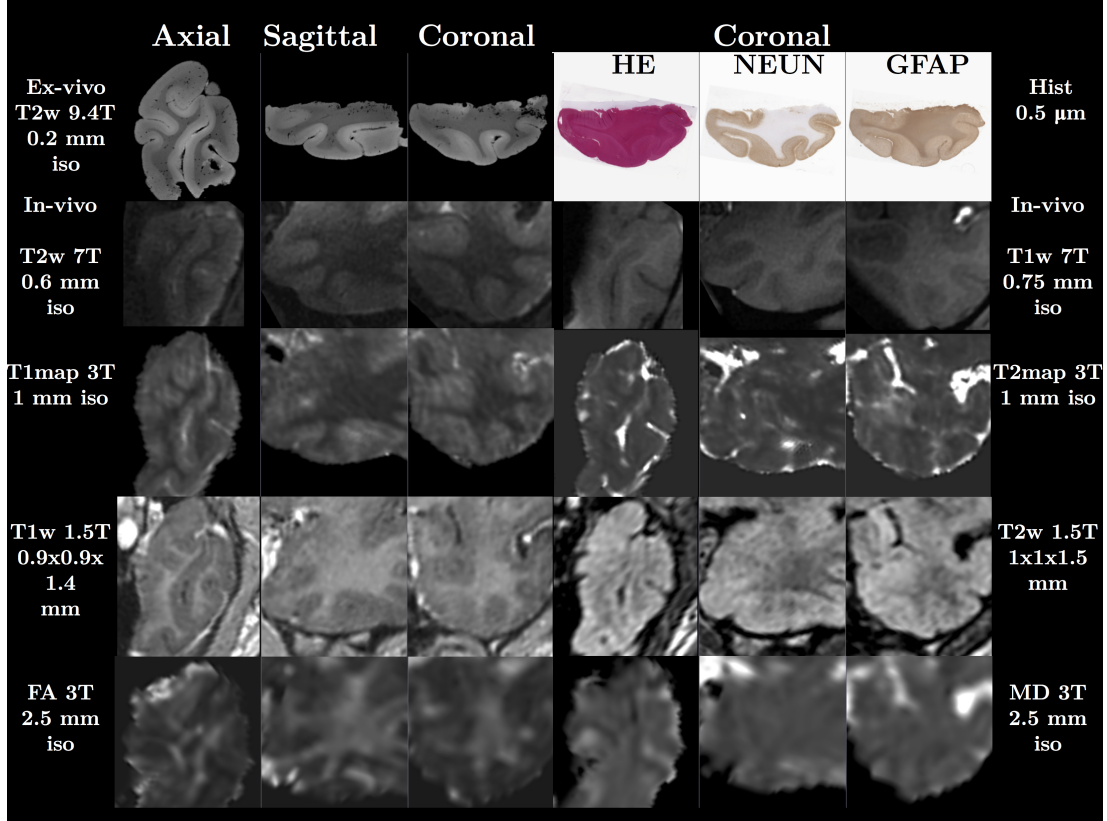 Axial
Sagittal
Coronal
Coronal
HE
NEUN
GFAP
Ex-vivo
T2w 9.4T
0.2 mm
iso
Hist
0.5 µm
In-vivo
T2w 7T
0.6 mm
iso
In-vivo
T1w 7T
0.75 mm
iso
T1map 3T
1 mm iso
T2map 3T
1 mm iso
T1w 1.5T
0.9x0.9x
1.4
mm
T2w 1.5T
1x1x1.5
mm
FA 3T
2.5 mm
iso
MD 3T
2.5 mm
iso